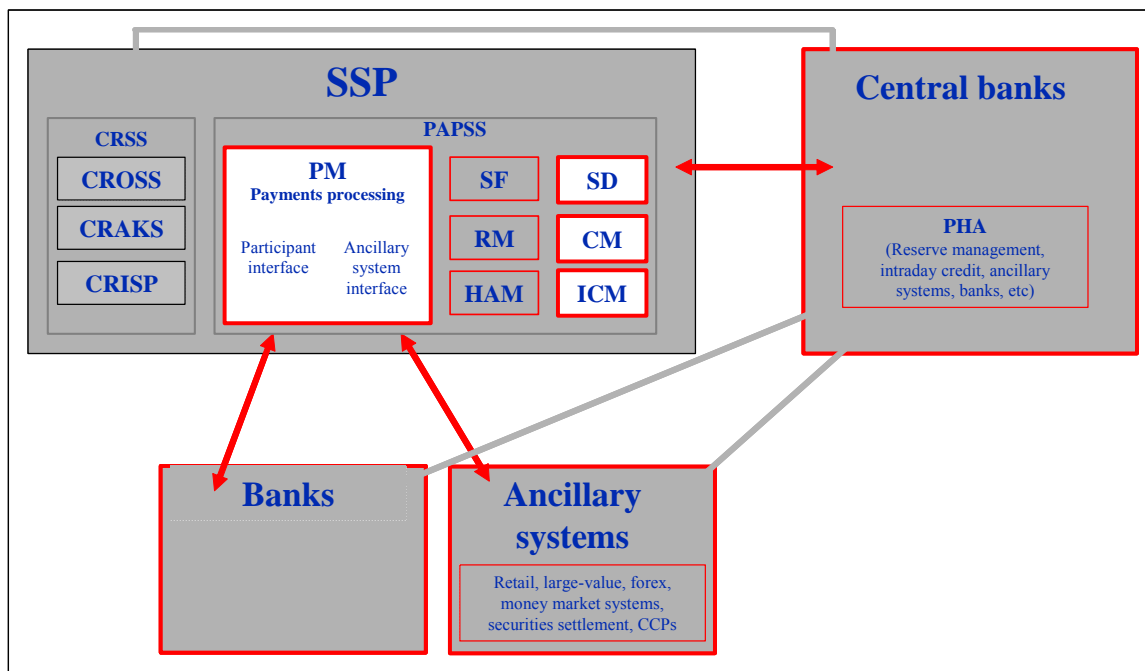 SSP
CRSS
CROSS
CRAKS
CRISP
PAPSS
PM
Payments processing
Participant
interface
Ancillary
system
interface
SF
SD
RM
CM
HAM
ICM
Central banks
PHA
(Reserve management,
intraday credit, ancillary
systems, banks, etc)
Banks
Ancillary
systems
Retail, large-value, forex,
money market systems,
securities settlement, CCPs